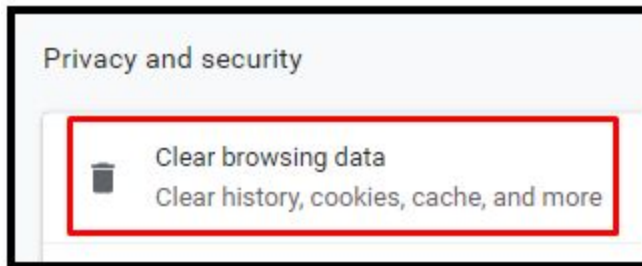 Privacy and security
Clear browsing data
Clear history, cookies, cache, and more